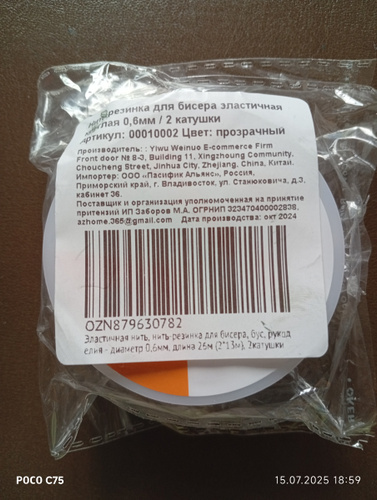 резинка для бисера эластичная
0,6мм / 2 катушки
Артикул: 00010002 Цвет: прозрачный
Производитель: : Yiwu Weinuo E-commerce Firm
Front door № 8-3, Building 11, Xingzhoung Community,
Choucheng Street, Jinhua City, Zhejiang, China, Китай.
Импортер: ООО «Пасифик Альянс», Россия,
Приморский край, г. Владивосток, ул. Станюковича, д.3,
кабинет 36.
Поставщик и организация уполномоченная на принятие
притензий ИП Заборов М.А. ОГРНИП 323470400002838,
azhome.365@gmail.com Дата производства: окт 2024
OZN879630782
Эластичная нить, нить-резинка для бисера, бус, рукод
елия - диаметр 0,6мм, длина 26м (2*13м), 2катушки
POCO C75
15.07.2025 18:59